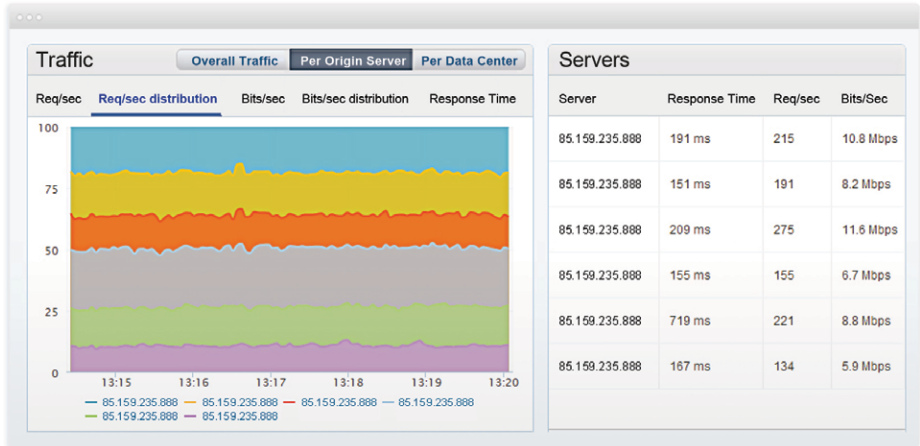 Traffic
Overall Traffic Per Origin Server Per Data Center
Req/sec Req/sec distribution Bits/sec Bits/sec distribution Response Time
100
75
50
25
0
13:15 13:16 13:17 13:18 13:19 13:20
85.159.235.888 85.159.235.888 85.159.235.888 85.159.235.888
85.159.235.888 85.159.235.888
Servers
Server Response Time Req/sec Bits/Sec
85.159.235.888 191 ms 215 10.8 Mbps
85.159.235.888 151 ms 191 8.2 Mbps
85.159.235.888 209 ms 275 11.6 Mbps
85.159.235.888 155 ms 155 6.7 Mbps
85.159.235.888 719 ms 221 8.8 Mbps
85.159.235.888 167 ms 134 5.9 Mbps